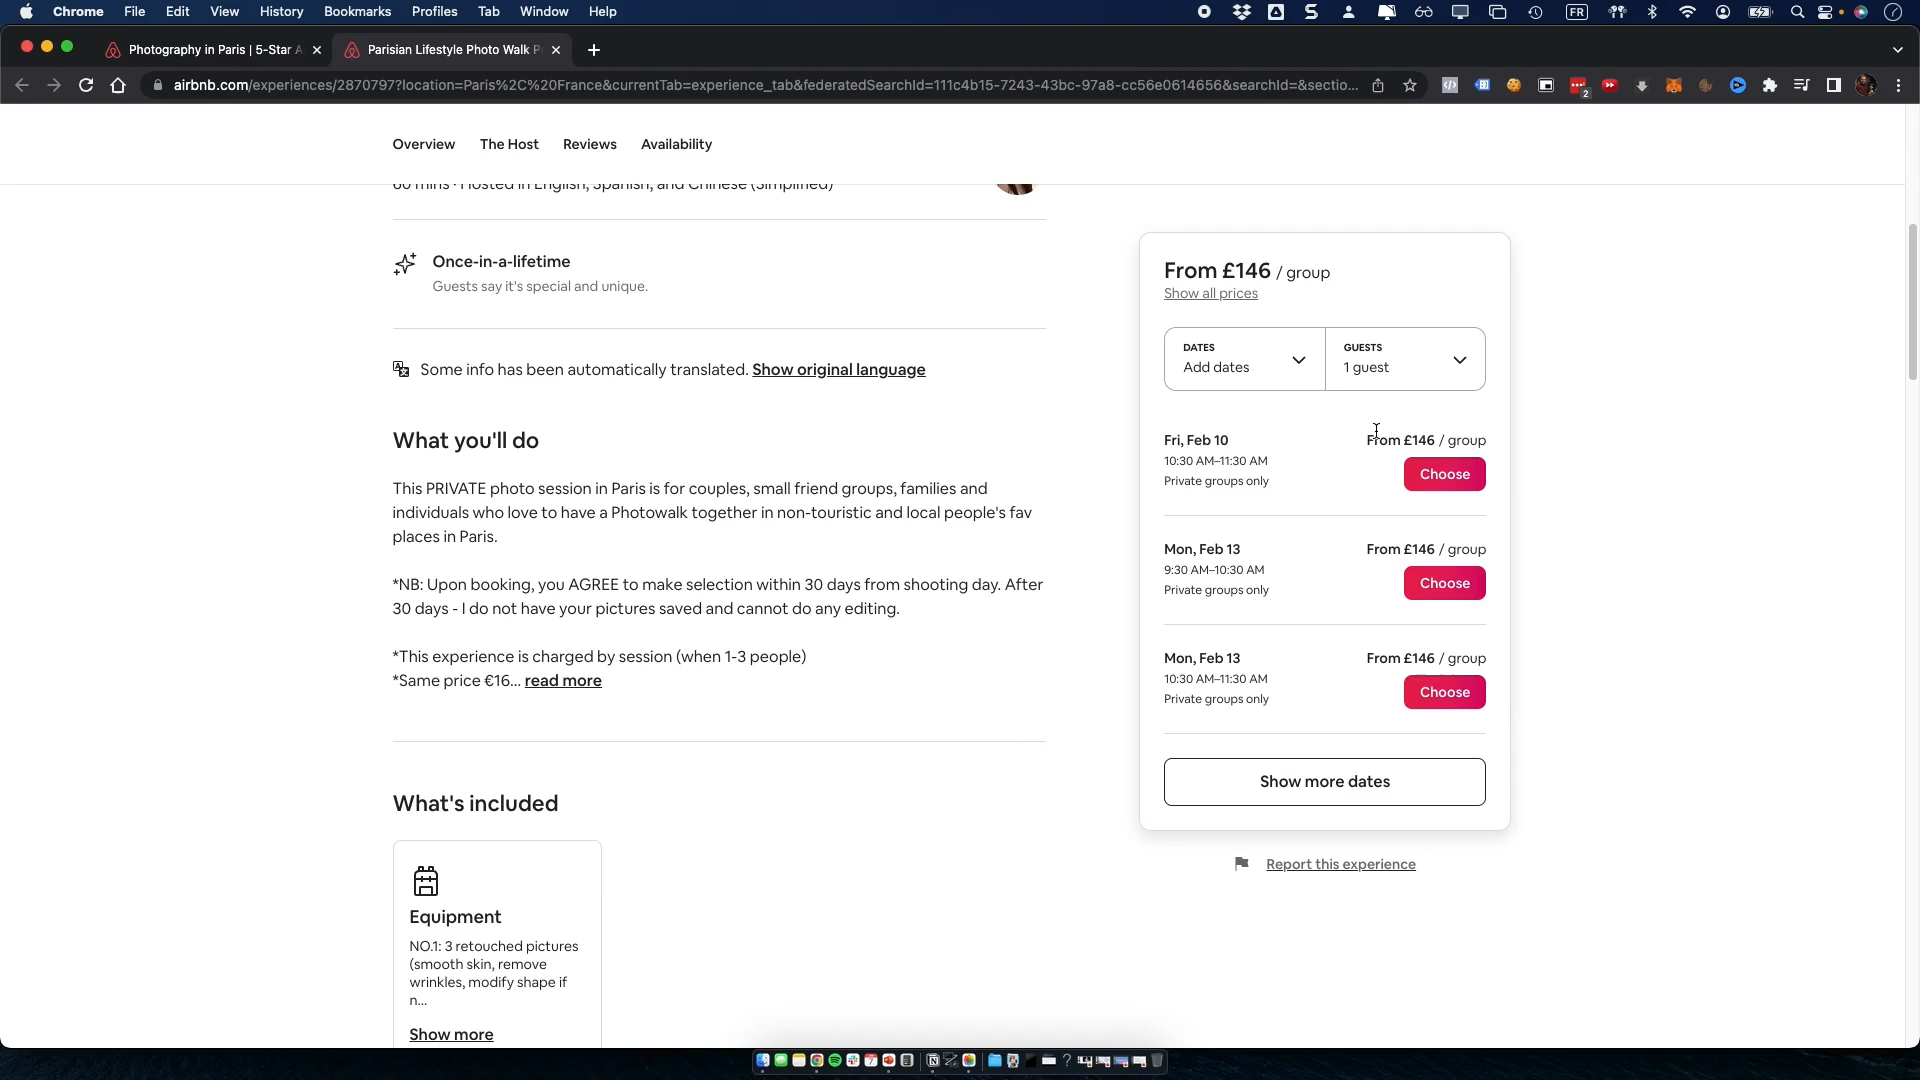 Chrome File Edit View History Bookmarks Profiles Tab Window Help FR
Photography in Paris | 5-Star A
Parisian Lifestyle Photo Walk P
airbnb.com/experiences/2870797?location=Paris%2C%20France&currentTab=experience_tab&federatedSearchId=111c4b15-7243-43bc-97a8-cc56e0614656&searchId=&sectio...
2
Overview The Host Reviews Availability
60 mins · Hosted in English, Spanish, and Chinese (Simplified)
Once-in-a-lifetime
Guests say it's special and unique.
Some info has been automatically translated. Show original language
What you'll do
This PRIVATE photo session in Paris is for couples, small friend groups, families and
individuals who love to have a Photowalk together in non-touristic and local people's fav
places in Paris.
*NB: Upon booking, you AGREE to make selection within 30 days from shooting day. After
30 days - I do not have your pictures saved and cannot do any editing.
*This experience is charged by session (when 1-3 people)
*Same price €16... read more
What's included
Equipment
NO.1: 3 retouched pictures
(smooth skin, remove
wrinkles, modify shape if
n...
Show more
From £146 / group
Show all prices
DATES
Add dates
GUESTS
1 guest
Fri, Feb 10
From £146 / group
10:30 AM–11:30 AM
Private groups only
Choose
Mon, Feb 13
From £146 / group
9:30 AM–10:30 AM
Private groups only
Choose
Mon, Feb 13
From £146 / group
10:30 AM–11:30 AM
Private groups only
Choose
Show more dates
Report this experience